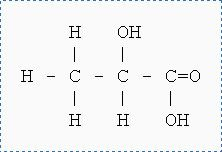 H OH
| |
H – C – C – C=O
| | |
H H OH